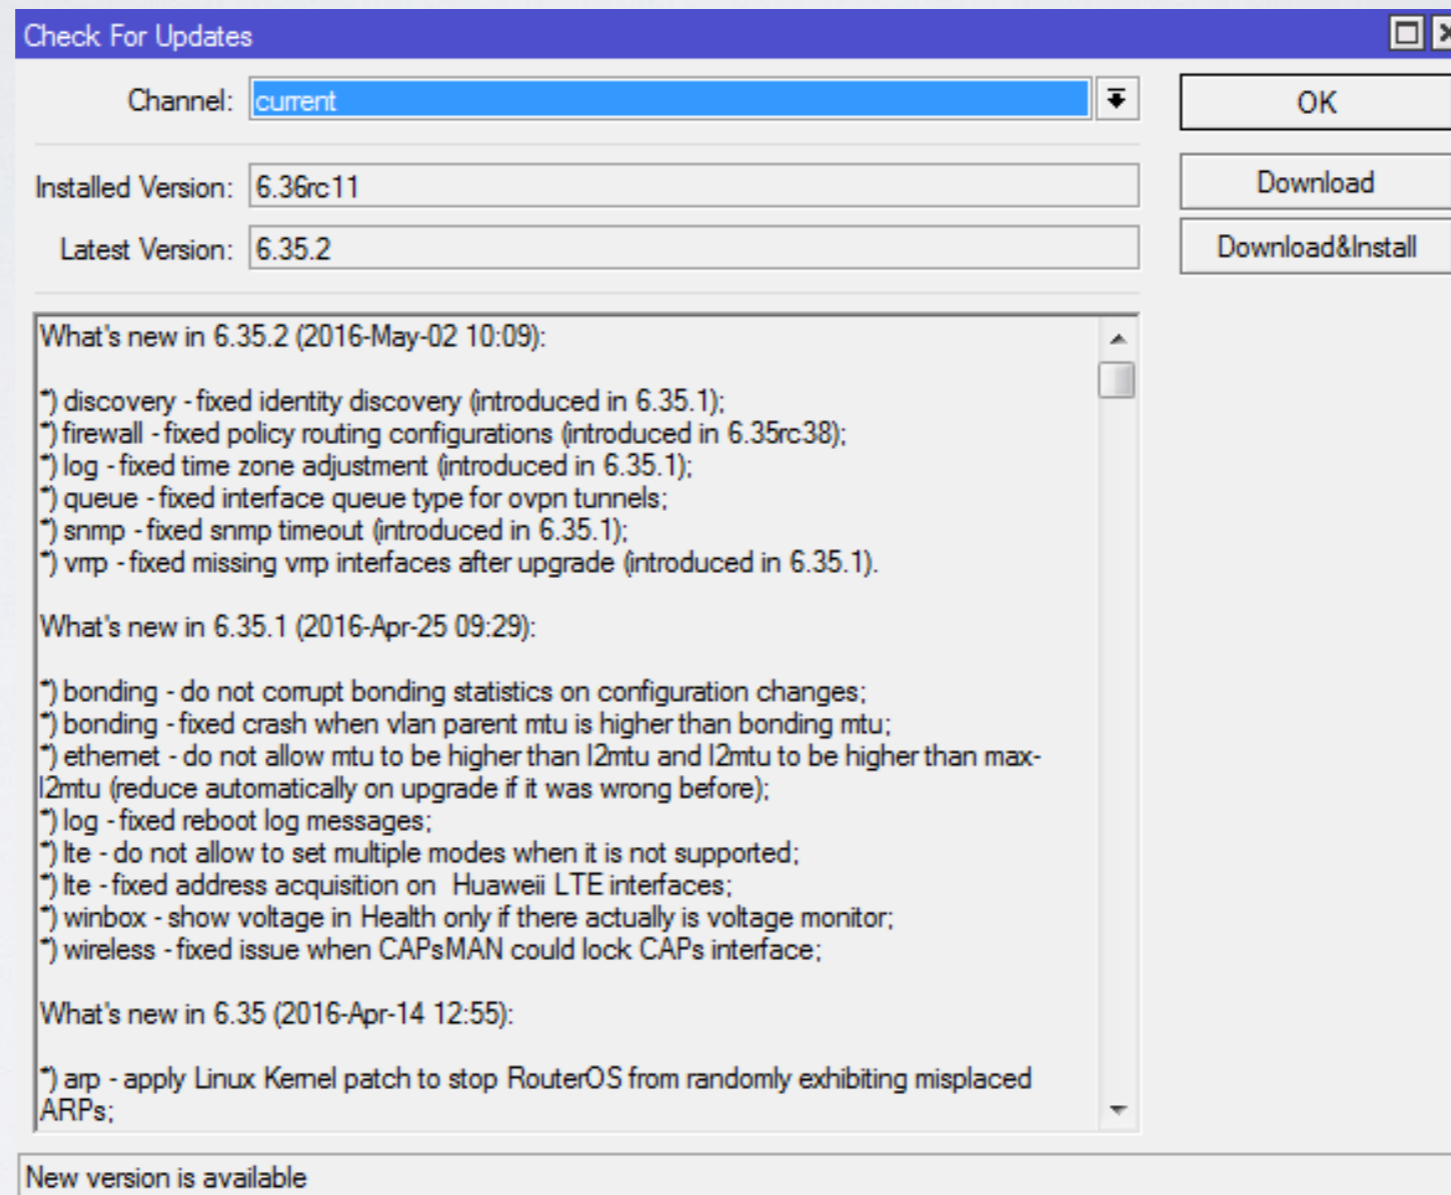 Check For Updates
Channel: current
OK
Installed Version: 6.36rc11
Download
Latest Version: 6.35.2
Download&Install
What's new in 6.35.2 (2016-May-02 10:09):
*) discovery - fixed identity discovery (introduced in 6.35.1);
*) firewall - fixed policy routing configurations (introduced in 6.35rc38);
*) log - fixed time zone adjustment (introduced in 6.35.1);
*) queue - fixed interface queue type for ovpn tunnels;
*) snmp - fixed snmp timeout (introduced in 6.35.1);
*) vrrp - fixed missing vrrp interfaces after upgrade (introduced in 6.35.1).
What's new in 6.35.1 (2016-Apr-25 09:29):
*) bonding - do not corrupt bonding statistics on configuration changes;
*) bonding - fixed crash when vlan parent mtu is higher than bonding mtu;
*) ethernet - do not allow mtu to be higher than l2mtu and l2mtu to be higher than max-
l2mtu (reduce automatically on upgrade if it was wrong before);
*) log - fixed reboot log messages;
*) lte - do not allow to set multiple modes when it is not supported;
*) lte - fixed address acquisition on  Huaweii LTE interfaces;
*) winbox - show voltage in Health only if there actually is voltage monitor;
*) wireless - fixed issue when CAPsMAN could lock CAPs interface;
What's new in 6.35 (2016-Apr-14 12:55):
*) arp - apply Linux Kernel patch to stop RouterOS from randomly exhibiting misplaced
ARPs;
New version is available